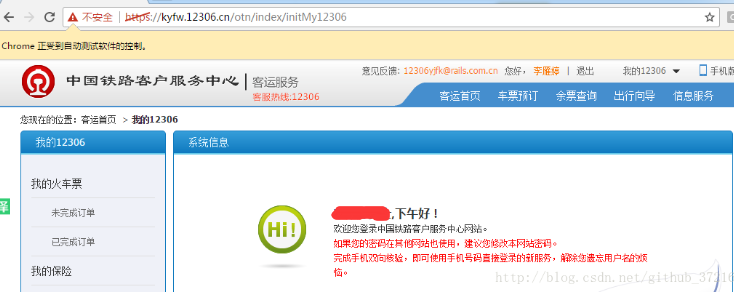 不安全 https://kyfw.12306.cn/otn/index/initMy12306
Chrome 正受到自动测试软件的控制。
意见反馈：12306yjfk@rails.com.cn 您好， | 退出 我的12306 手机版
中国铁路客户服务中心 | 客运服务
客服热线:12306
客运首页 车票预订 余票查询 出行向导 信息服务
您现在的位置：客运首页 > 我的12306
我的12306 系统信息
我的火车票
未完成订单
已完成订单
我的保险
Hi!
,下午好！
欢迎您登录中国铁路客户服务中心网站。
如果您的密码在其他网站也使用，建议您修改本网站密码。
完成手机双向核验，即可使用手机号码直接登录的新服务，解除您遗忘用户名的烦
恼。
译
http://blog.csdn.net/github_37216